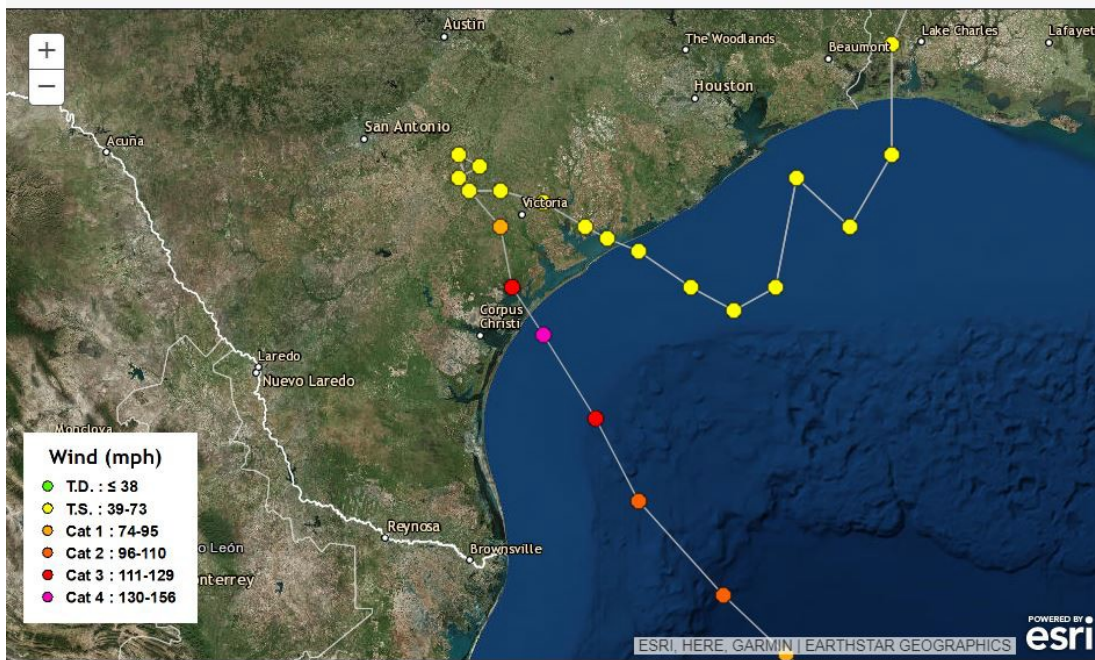 Austin
+
−
The Woodlands
Beaumont
Lake Charles
Houston
San Antonio
Acuña
Victoria
Corpus
Christi
Laredo
Nuevo Laredo
Monclova
Wind (mph)
T.D. : ≤ 38
T.S. : 39-73
Cat 1 : 74-95
Cat 2 : 96-110
Cat 3 : 111-129
Cat 4 : 130-156
Reynosa
Brownsville
León
ESRI, HERE, GARMIN | EARTHSTAR GEOGRAPHICS
POWERED BY
esri